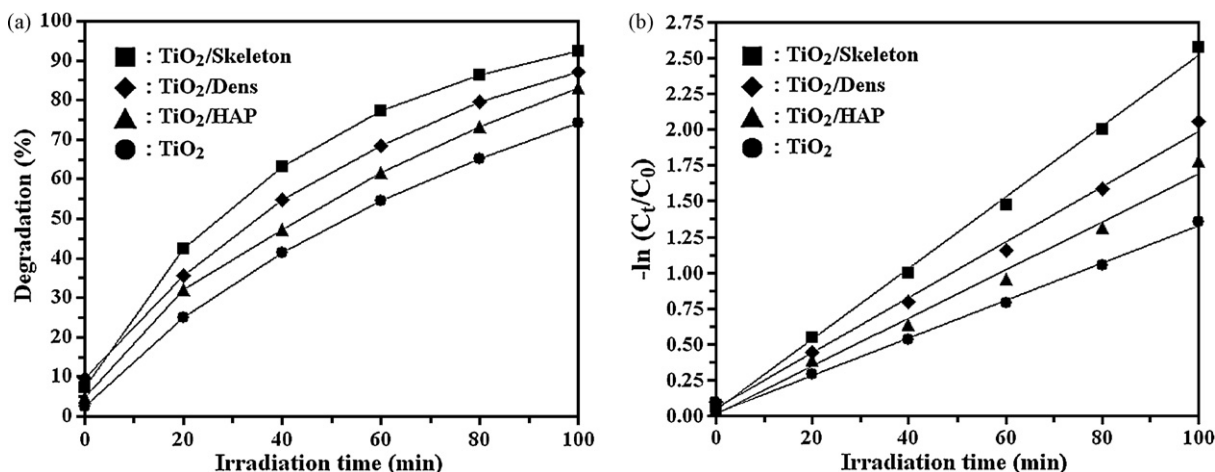 (a)
100
90
80
70
60
50
40
30
20
10
0
Degradation (%)
: TiO2/Skeleton
: TiO2/Dens
: TiO2/HAP
: TiO2
0 20 40 60 80 100
Irradiation time (min)
(b)
2.75
2.50
2.25
2.00
1.75
1.50
1.25
1.00
0.75
0.50
0.25
0.00
-ln (Ct/C0)
: TiO2/Skeleton
: TiO2/Dens
: TiO2/HAP
: TiO2
0 20 40 60 80 100
Irradiation time (min)